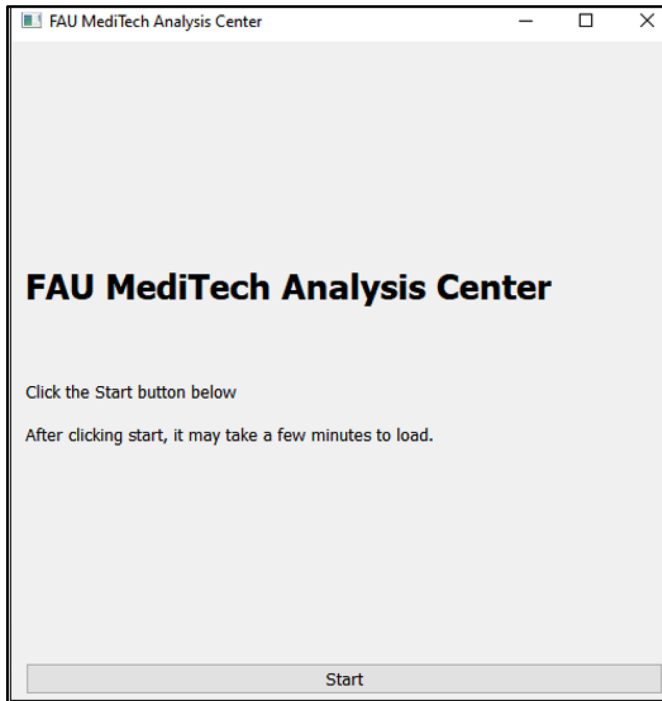 FAU MediTech Analysis Center
FAU MediTech Analysis Center
Click the Start button below
After clicking start, it may take a few minutes to load.
Start